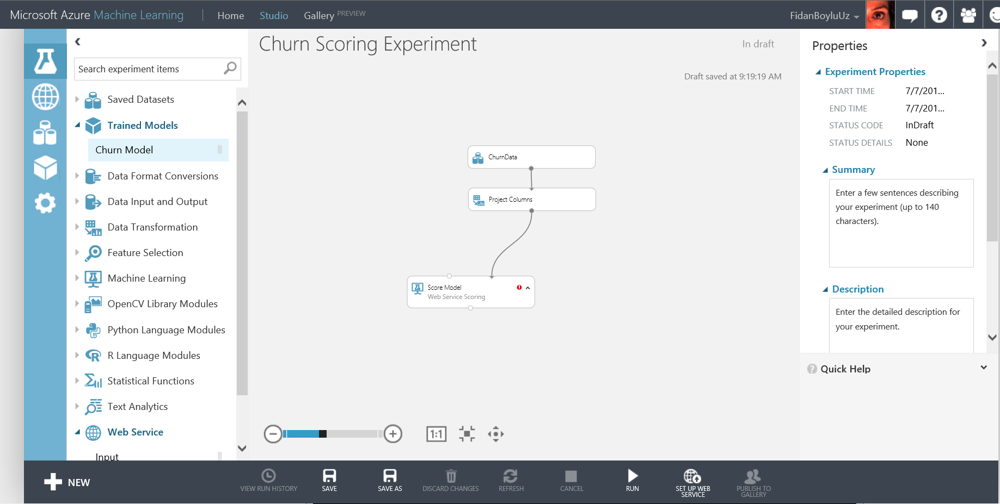 Microsoft Azure Machine Learning | Home Studio Gallery PREVIEW FidanBoyluUz
Search experiment items
Saved Datasets
Trained Models
Churn Model
Data Format Conversions
Data Input and Output
Data Transformation
Feature Selection
Machine Learning
OpenCV Library Modules
Python Language Modules
R Language Modules
Statistical Functions
Text Analytics
Web Service
Input
Churn Scoring Experiment
In draft
Draft saved at 9:19:19 AM
ChurnData
Project Columns
Score Model
Web Service Scoring
1:1
Properties
Experiment Properties
START TIME 7/7/201...
END TIME 7/7/201...
STATUS CODE InDraft
STATUS DETAILS None
Summary
Enter a few sentences describing
your experiment (up to 140
characters).
Description
Enter the detailed description for
your experiment.
Quick Help
NEW
VIEW RUN HISTORY
SAVE
SAVE AS
DISCARD CHANGES
REFRESH
CANCEL
RUN
SET UP WEB
SERVICE
PUBLISH TO
GALLERY